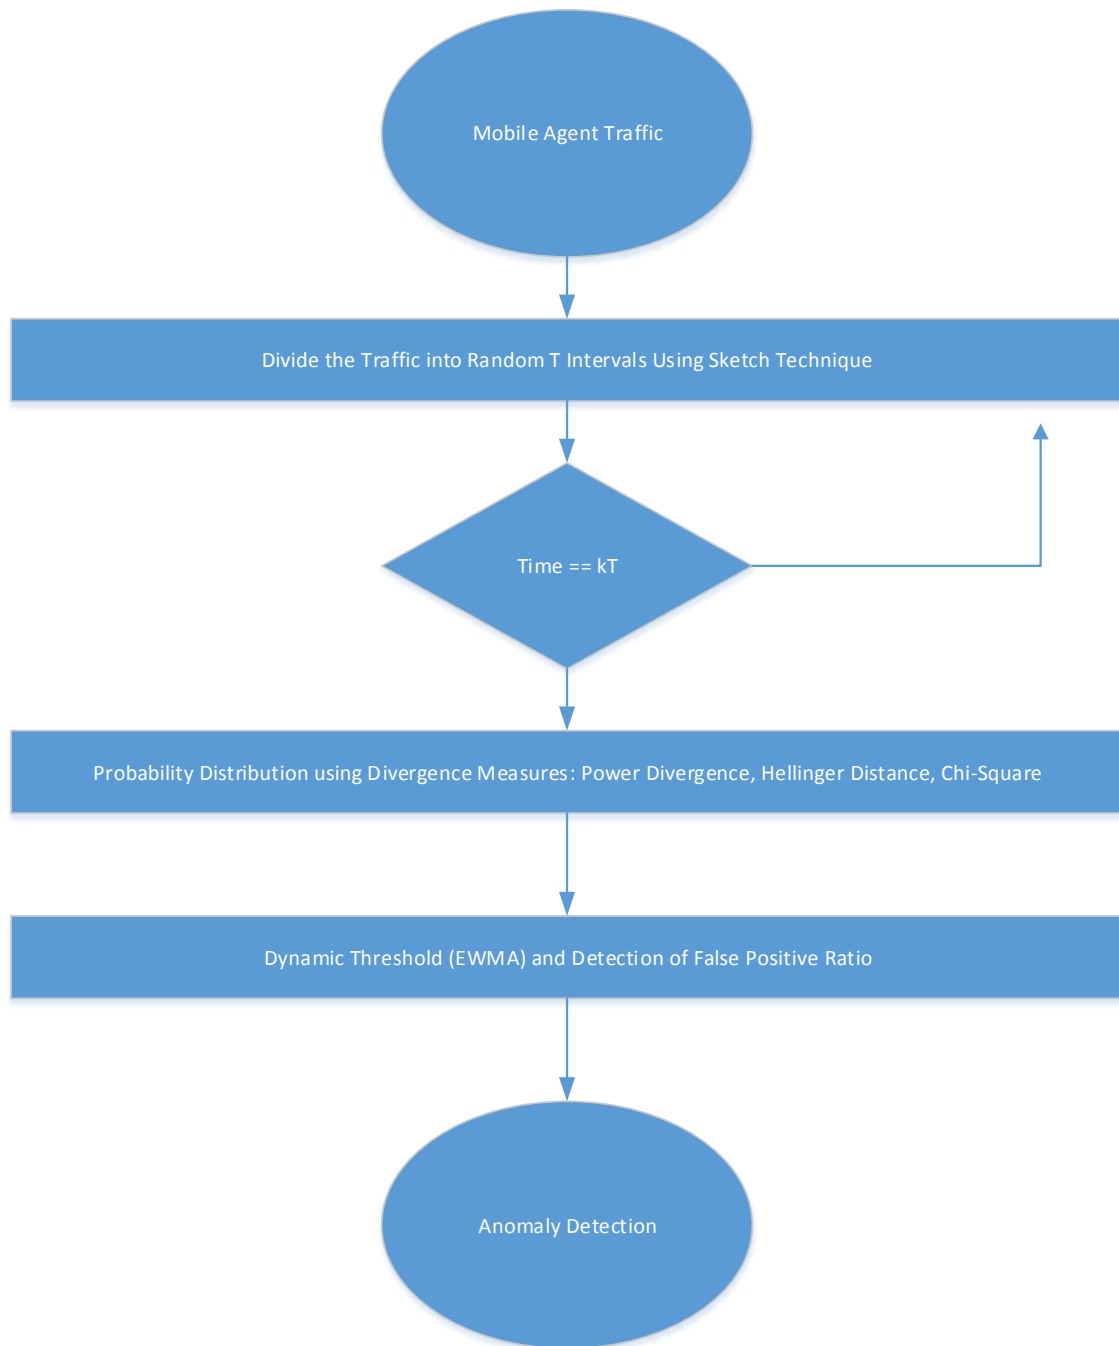 Mobile Agent Traffic
Divide the Traffic into Random T Intervals Using Sketch Technique
Time == kT
Probability Distribution using Divergence Measures: Power Divergence, Hellinger Distance, Chi-Square
Dynamic Threshold (EWMA) and Detection of False Positive Ratio
Anomaly Detection